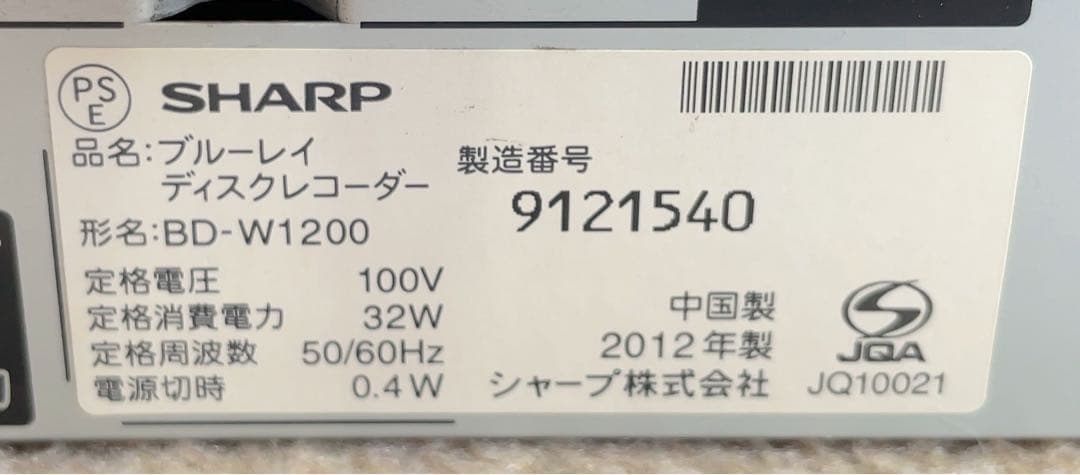 PSE
SHARP
品名:ブルーレイ
ディスクレコーダー
製造番号
9121540
形名:BD-W1200
定格電圧 100V
定格消費電力 32W
定格周波数 50/60Hz
電源切時 0.4W
中国製
2012年製
シャープ株式会社
JQA
JQ10021